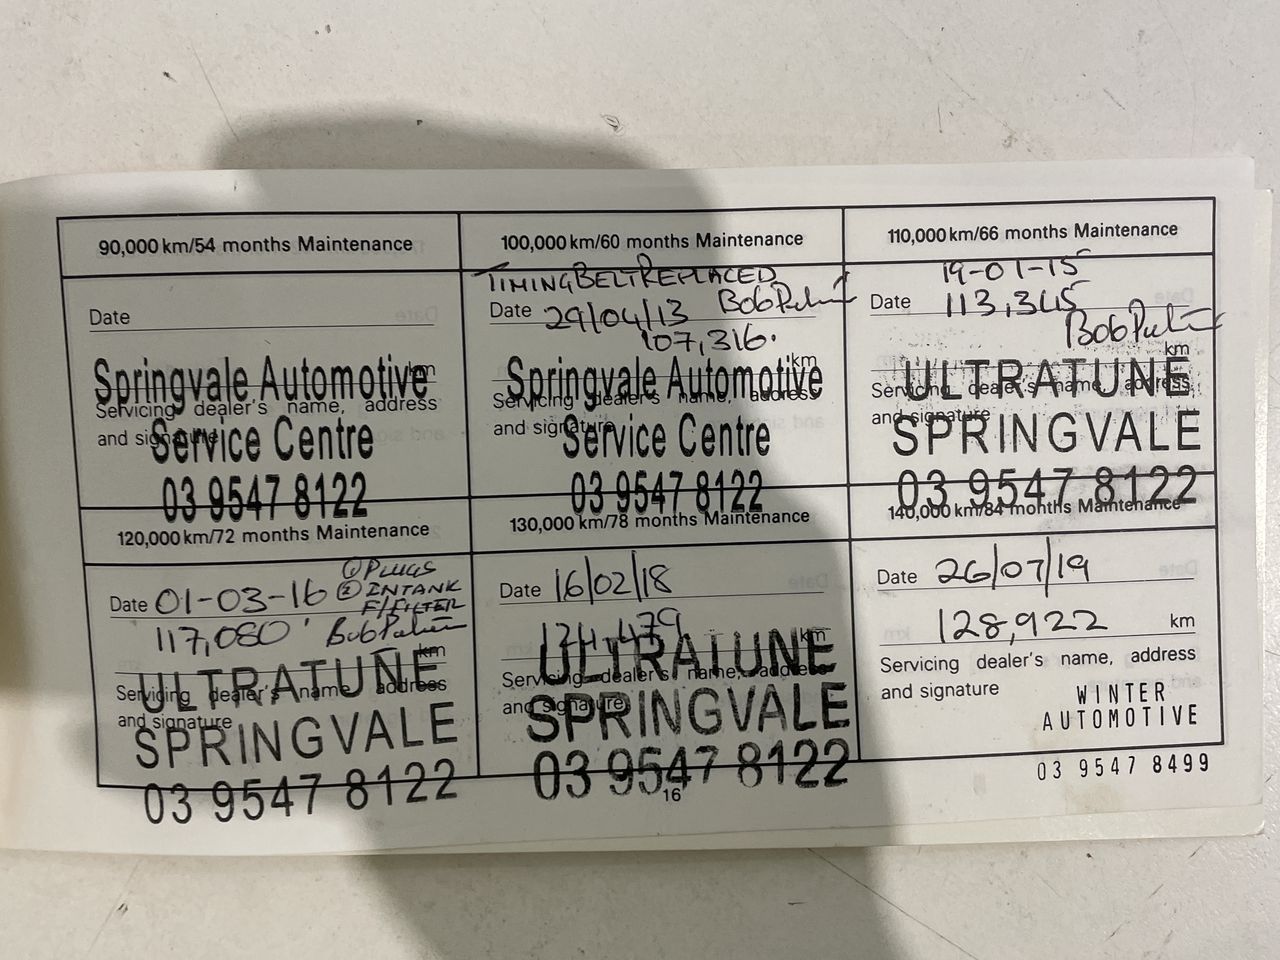 90,000 km/54 months Maintenance
Date
km
Servicing dealer's name, address
and signature
Springvale Automotive
Service Centre
03 9547 8122
100,000 km/60 months Maintenance
TIMING BELT REPLACED
Date 29/04/13 Bob
107,316.
km
Servicing dealer's name, address
and signature
Springvale Automotive
Service Centre
03 9547 8122
110,000 km/66 months Maintenance
19-01-15
Date 113,345
Bob
km
Servicing dealer's name, address
and signature
ULTRATUNE
SPRINGVALE
03 9547 8122
120,000 km/72 months Maintenance
① PLUGS
Date 01-03-16 ② INTANK
F/FILTER
117,080 Bob
km
Servicing dealer's name, address
and signature
ULTRATUNE
SPRINGVALE
03 9547 8122
130,000 km/78 months Maintenance
Date 16/02/18
124,479
km
Servicing dealer's name, address
and signature
ULTRATUNE
SPRINGVALE
03 9547 8122
140,000 km/84 months Maintenance
Date 26/07/19
128,922 km
Servicing dealer's name, address
and signature
WINTER
AUTOMOTIVE
03 9547 8499
16